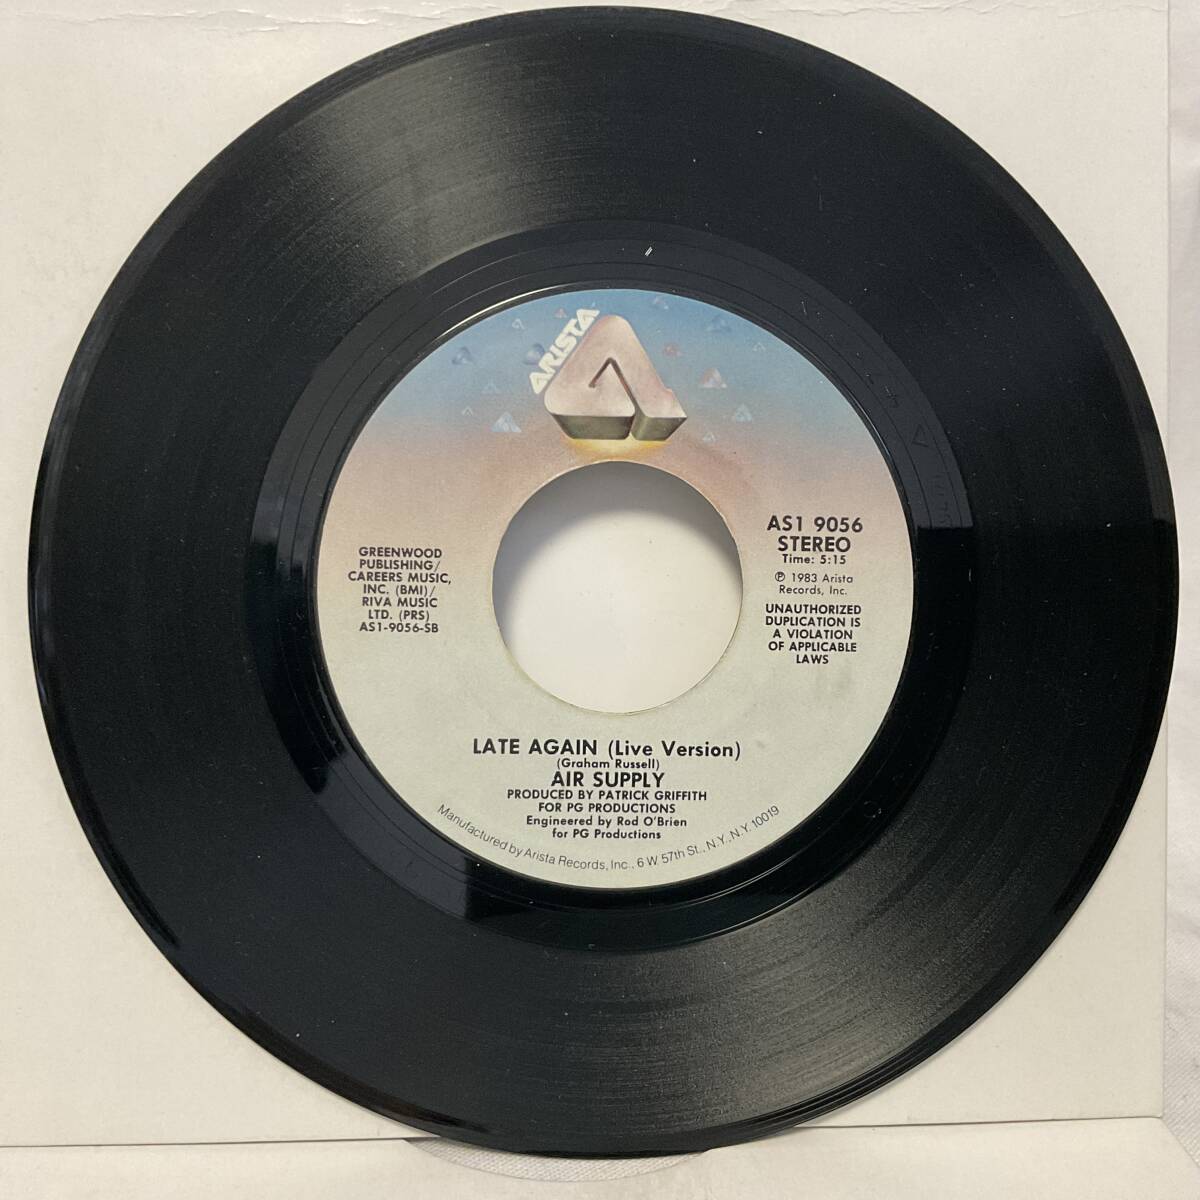 ARISTA
GREENWOOD
PUBLISHING/
CAREERS MUSIC,
INC. (BMI)/
RIVA MUSIC
LTD. (PRS)
AS1-9056-SB
AS1 9056
STEREO
Time: 5:15
℗ 1983 Arista
Records, Inc.
UNAUTHORIZED
DUPLICATION IS
A VIOLATION
OF APPLICABLE
LAWS
LATE AGAIN (Live Version)
(Graham Russell)
AIR SUPPLY
PRODUCED BY PATRICK GRIFFITH
FOR PG PRODUCTIONS
Engineered by Rod O'Brien
for PG Productions
Manufactured by Arista Records, Inc., 6 W 57th St., N.Y., N.Y. 10019